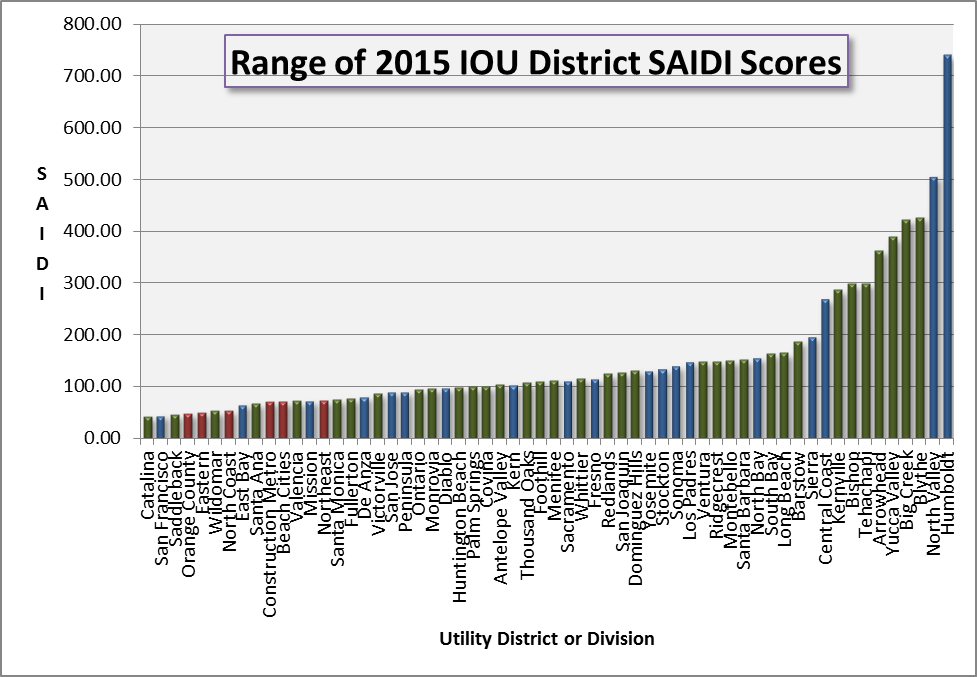 Range of 2015 IOU District SAIDI Scores
800.00
700.00
600.00
500.00
400.00
300.00
200.00
100.00
0.00
S
A
I
D
I
Catalina
San Francisco
Saddleback
Orange County
Eastern
Wildomar
North Coast
East Bay
Santa Ana
Construction Metro
Beach Cities
Valencia
Mission
Northeast
Santa Monica
Fullerton
De Anza
Victorville
San Jose
Peninsula
Ontario
Monrovia
Diablo
Huntington Beach
Palm Springs
Covina
Antelope Valley
Kern
Thousand Oaks
Foothill
Menifee
Sacramento
Whittier
Fresno
Redlands
San Joaquin
Dominguez Hills
Yosemite
Stockton
Sonoma
Los Padres
Ventura
Ridgecrest
Montebello
Santa Barbara
North Bay
South Bay
Long Beach
Barstow
Sierra
Central Coast
Kernville
Bishop
Tehachapi
Arrowhead
Yucca Valley
Big Creek
Blythe
North Valley
Humboldt
Utility District or Division